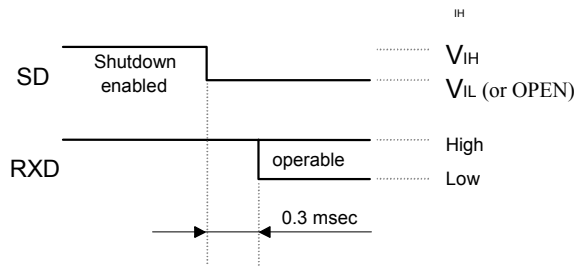 IH
VIH
Shutdown
enabled
SD
VIL (or OPEN)
High
RXD
operable
Low
0.3 msec